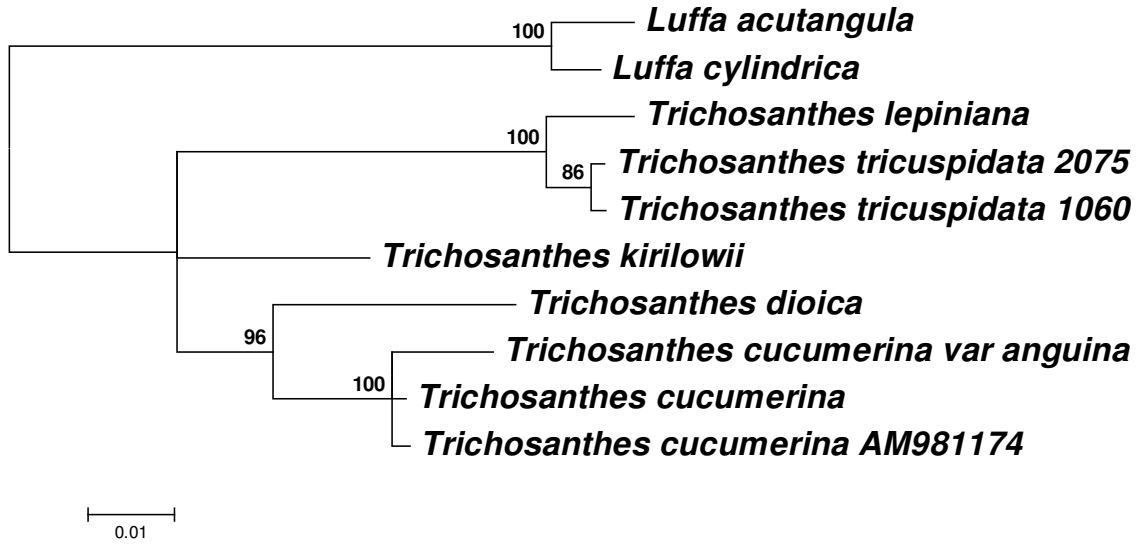 100
Luffa acutangula
Luffa cylindrica
Trichosanthes lepiniana
100
86
Trichosanthes tricuspidata 2075
Trichosanthes tricuspidata 1060
Trichosanthes kirilowii
Trichosanthes dioica
96
Trichosanthes cucumerina var anguina
100
Trichosanthes cucumerina
Trichosanthes cucumerina AM981174
0.01